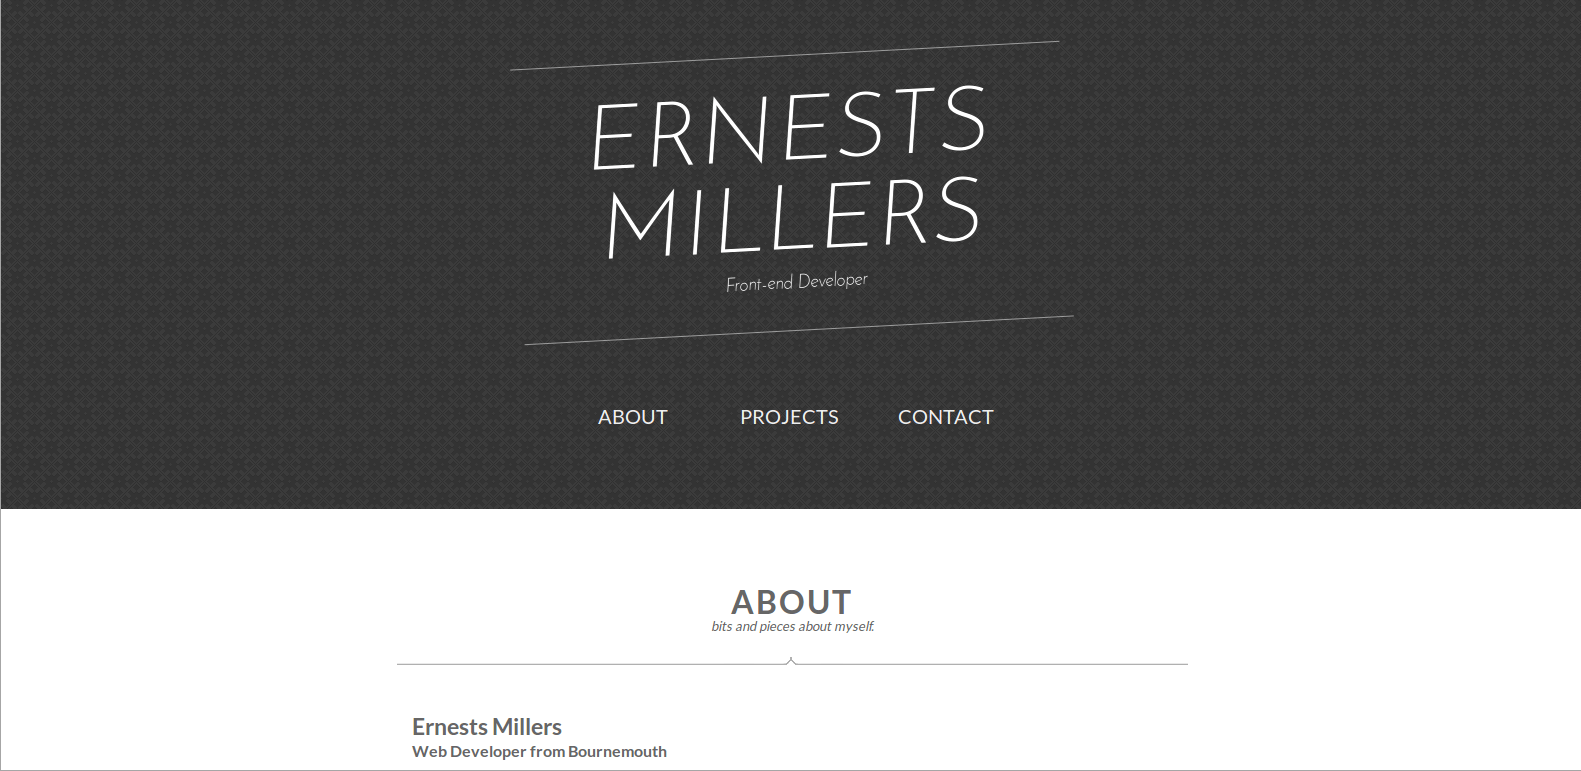 ERNESTS
MILLERS
Front-end Developer
ABOUT PROJECTS CONTACT
ABOUT
bits and pieces about myself.
Ernests Millers
Web Developer from Bournemouth